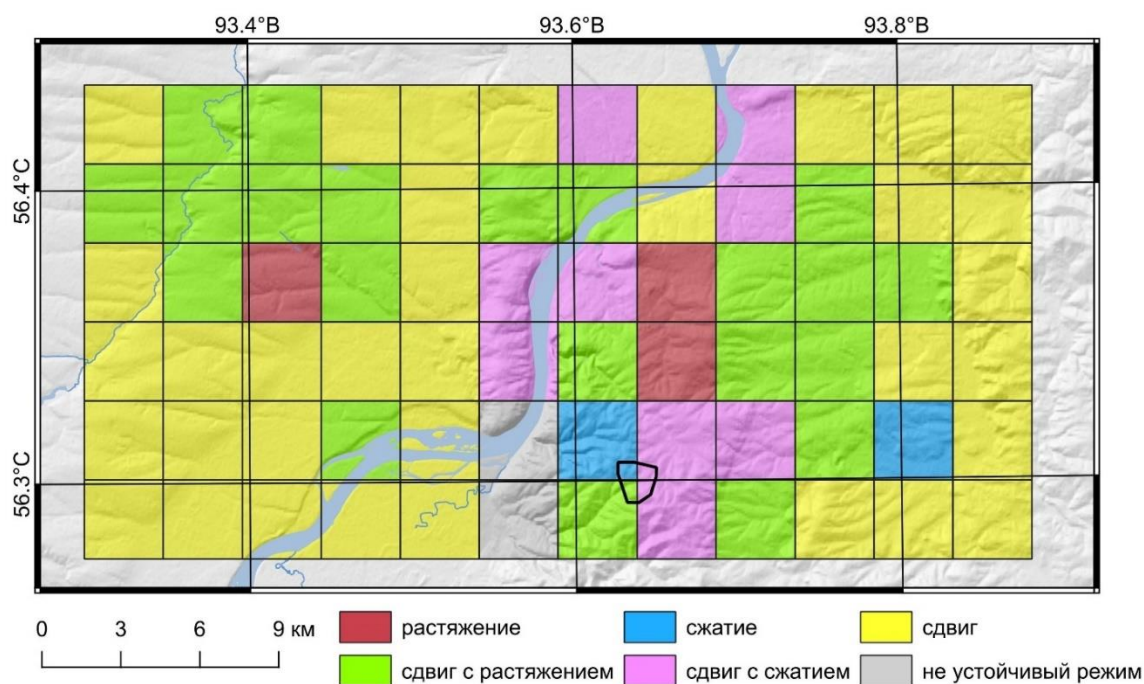 93.4°В 93.6°В 93.8°В
56.4°С
56.3°С
0 3 6 9 км
растяжение сжатие сдвиг
сдвиг с растяжением сдвиг с сжатием не устойчивый режим